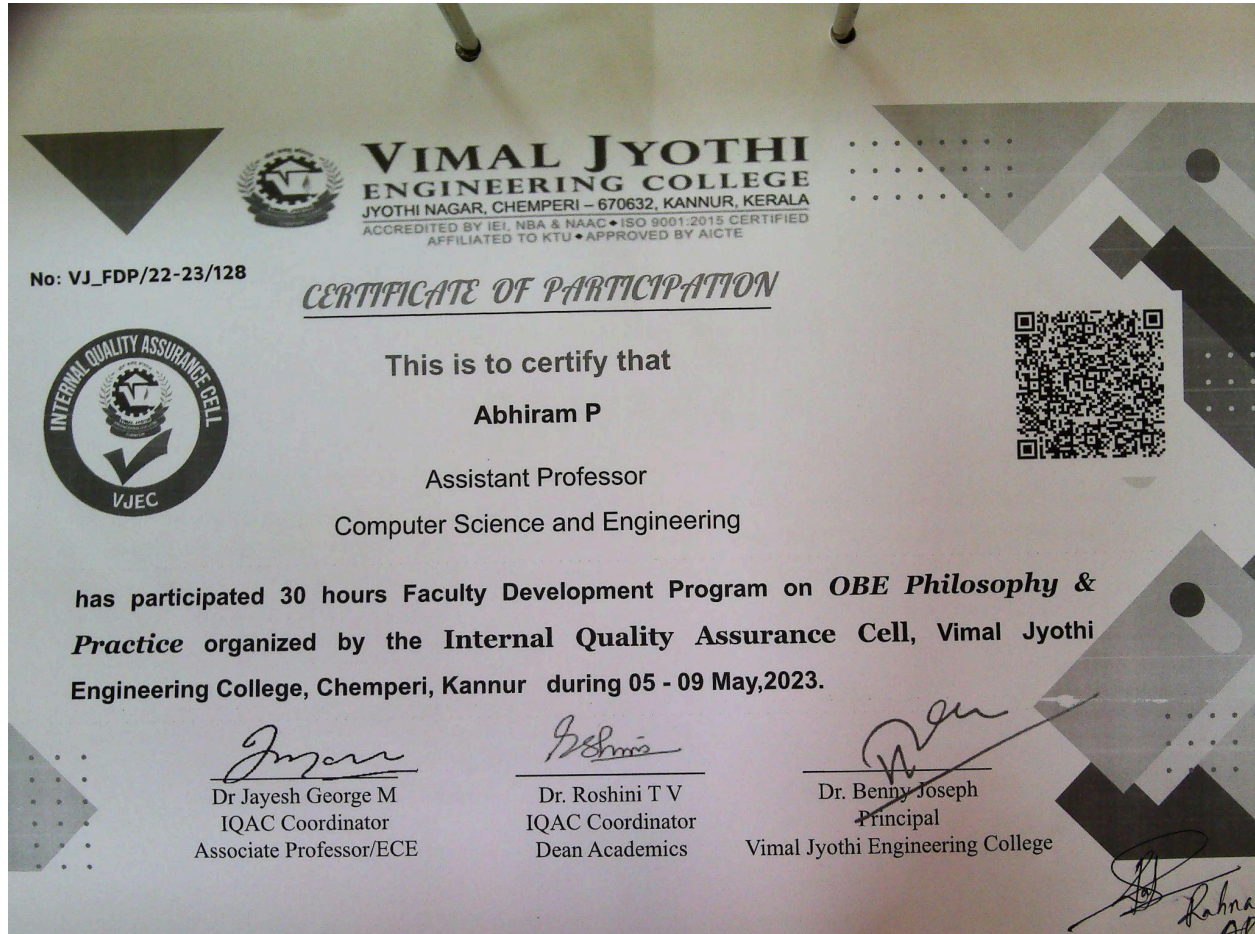 VIMAL JYOTHI
ENGINEERING COLLEGE
JYOTHI NAGAR, CHEMPERI – 670632, KANNUR, KERALA
ACCREDITED BY IEI, NBA & NAAC ◆ ISO 9001:2015 CERTIFIED
AFFILIATED TO KTU ◆ APPROVED BY AICTE
No: VJ_FDP/22-23/128
CERTIFICATE OF PARTICIPATION
INTERNAL QUALITY ASSURANCE CELL
VJEC
This is to certify that
Abhiram P
Assistant Professor
Computer Science and Engineering
has participated 30 hours Faculty Development Program on OBE Philosophy &
Practice organized by the Internal Quality Assurance Cell, Vimal Jyothi
Engineering College, Chemperi, Kannur during 05 - 09 May,2023.
Dr Jayesh George M
IQAC Coordinator
Associate Professor/ECE
Dr. Roshini T V
IQAC Coordinator
Dean Academics
Dr. Benny Joseph
Principal
Vimal Jyothi Engineering College
Rahna